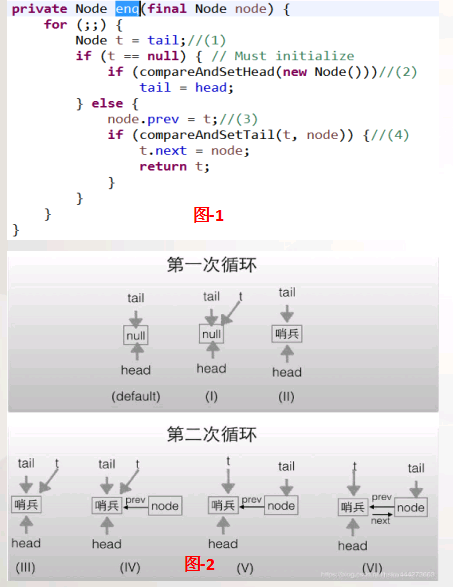 private Node enq(final Node node) {
for (;;) {
Node t = tail;//(1)
if (t == null) { // Must initialize
if (compareAndSetHead(new Node()))//(2)
tail = head;
} else {
node.prev = t;//(3)
if (compareAndSetTail(t, node)) {//(4)
t.next = node;
return t;
}
}
}
}
图-1
第一次循环
tail tail t tail
null null 哨兵
head head head
(default) (I) (II)
第二次循环
tail t tail t t tail t tail
哨兵 哨兵 prev node 哨兵 prev node 哨兵 prev next node
head head head head
(III) (IV) (V) (VI)
图-2